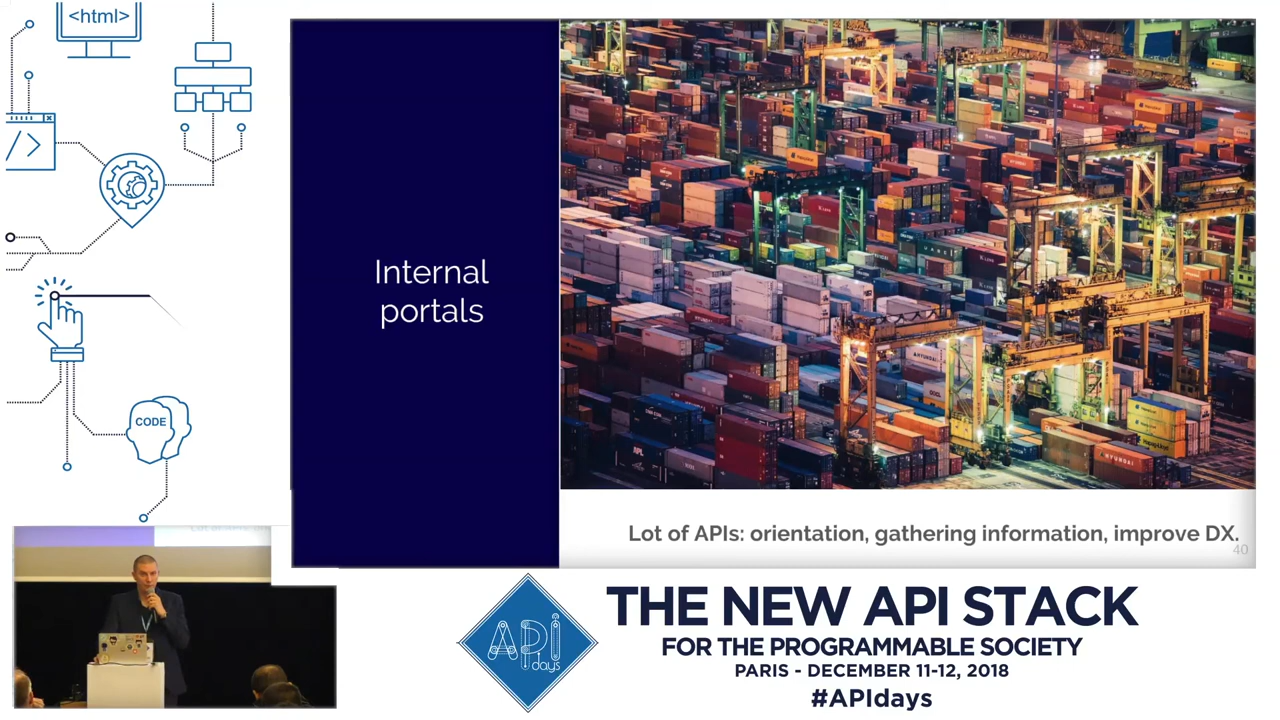 <html>
</>
CODE
Internal
portals
HYUNDAI
Lot of APIs: orientation, gathering information, improve DX.
40
API
days
THE NEW API STACK
FOR THE PROGRAMMABLE SOCIETY
PARIS - DECEMBER 11-12, 2018
#APIdays